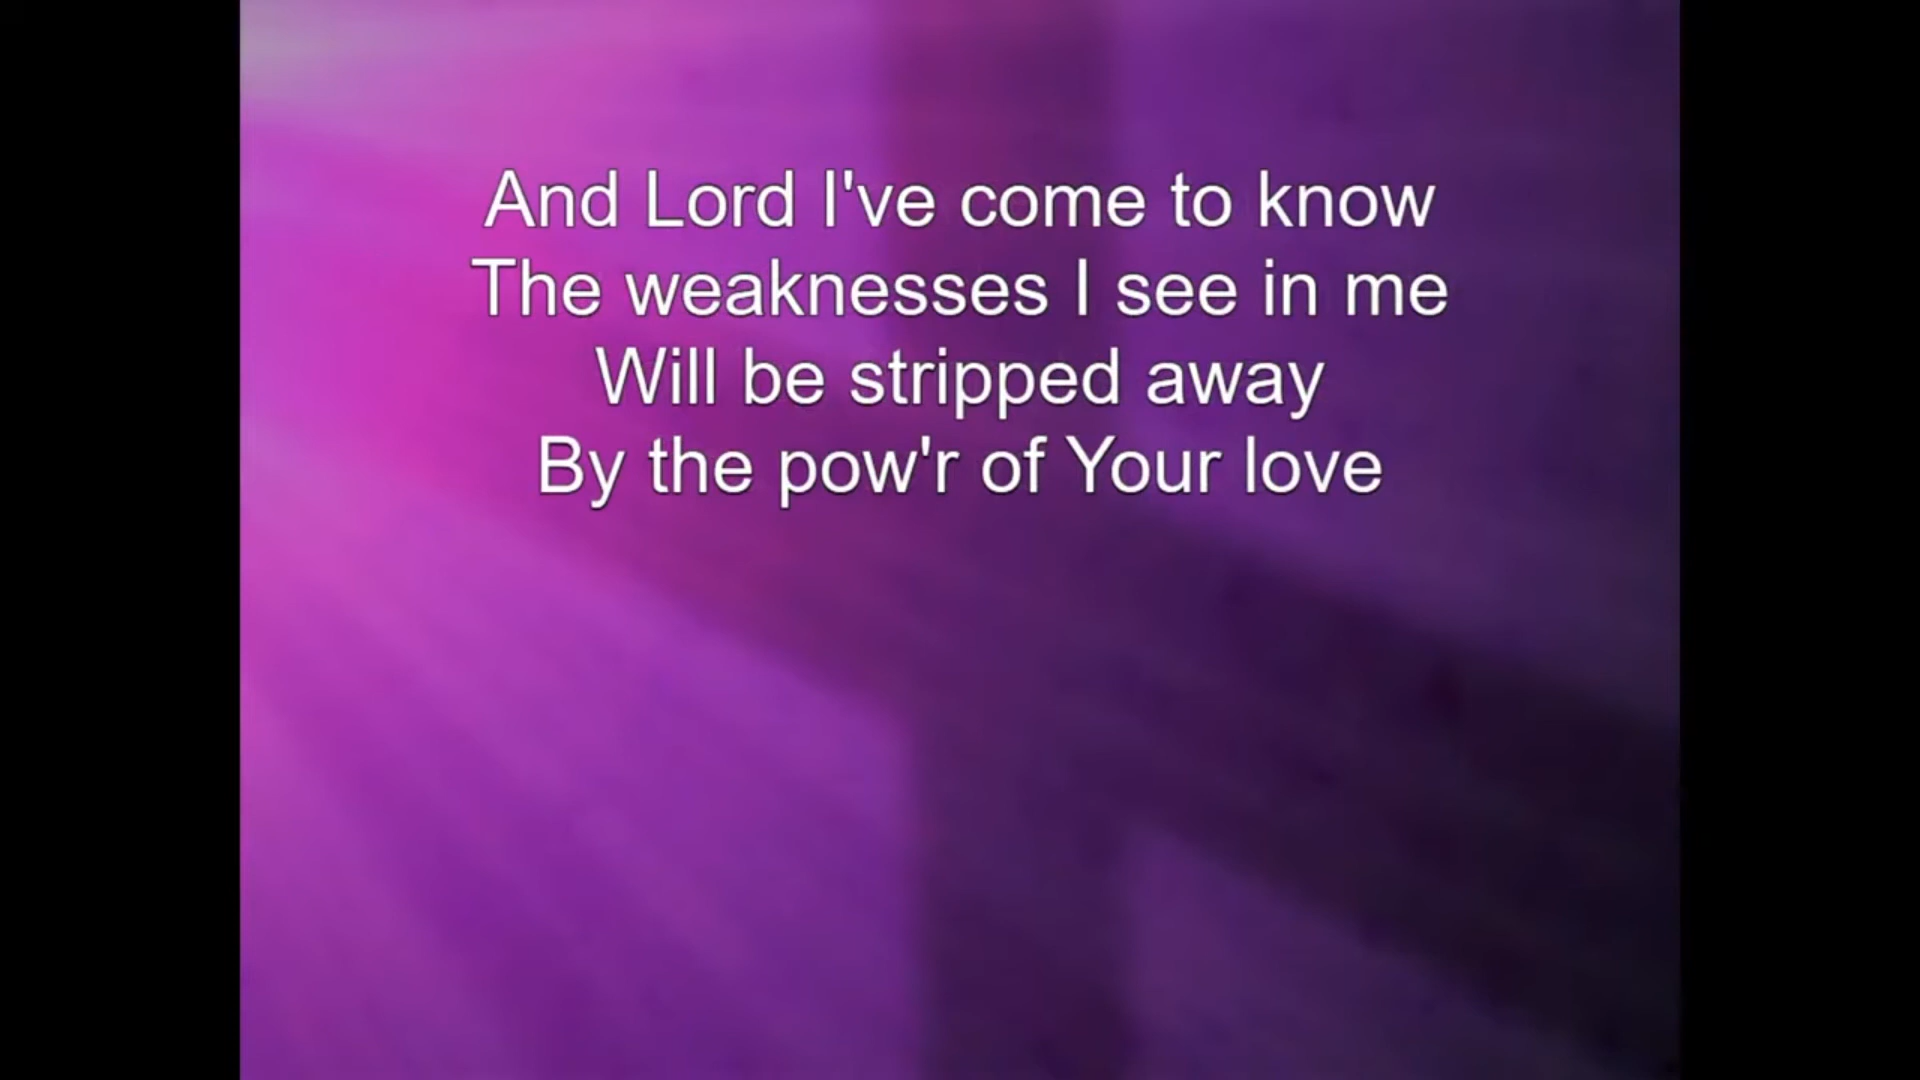 And Lord I've come to know
The weaknesses I see in me
Will be stripped away
By the pow'r of Your love